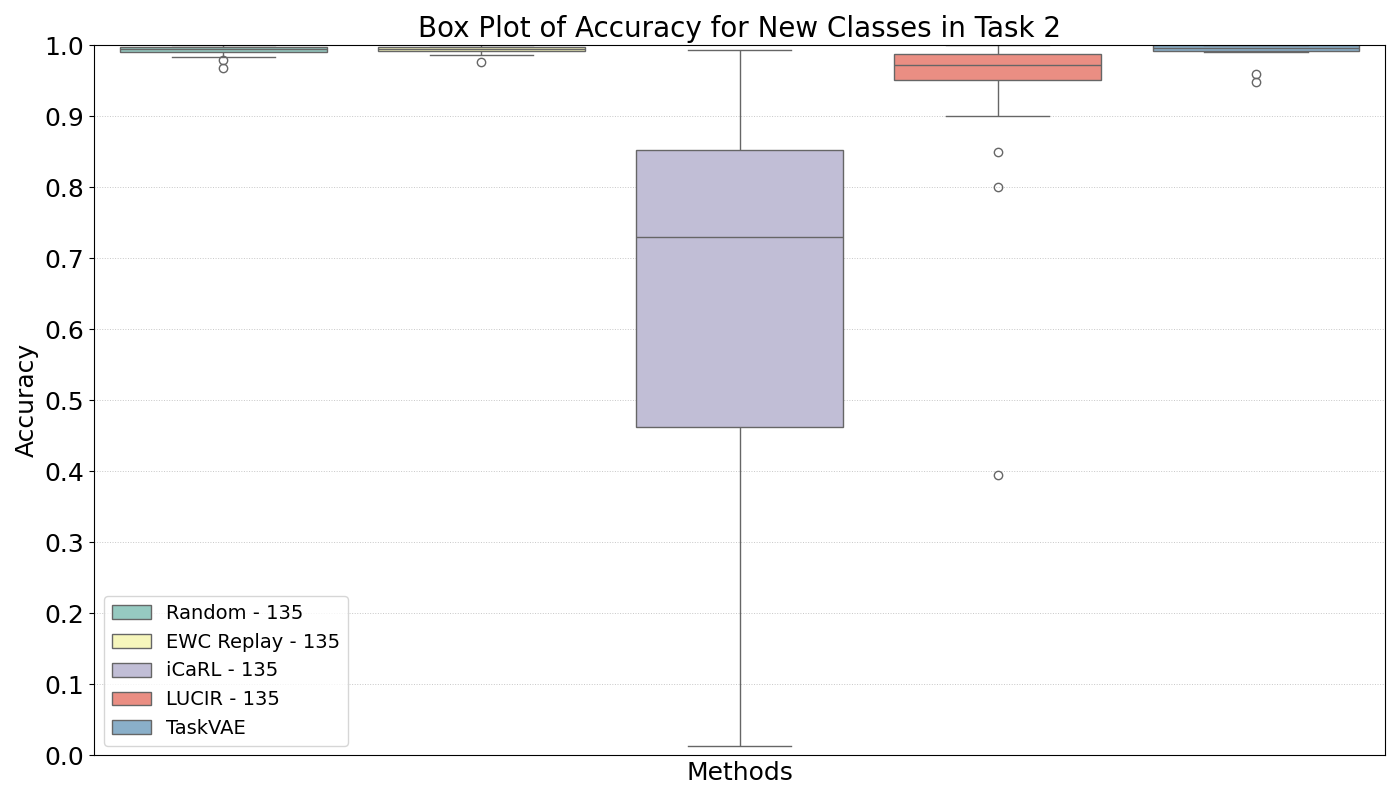 Box Plot of Accuracy for New Classes in Task 2
1.0
0.9
0.8
0.7
0.6
0.5
0.4
0.3
0.2
0.1
0.0
Accuracy
Random - 135
EWC Replay - 135
iCaRL - 135
LUCIR - 135
TaskVAE
Methods